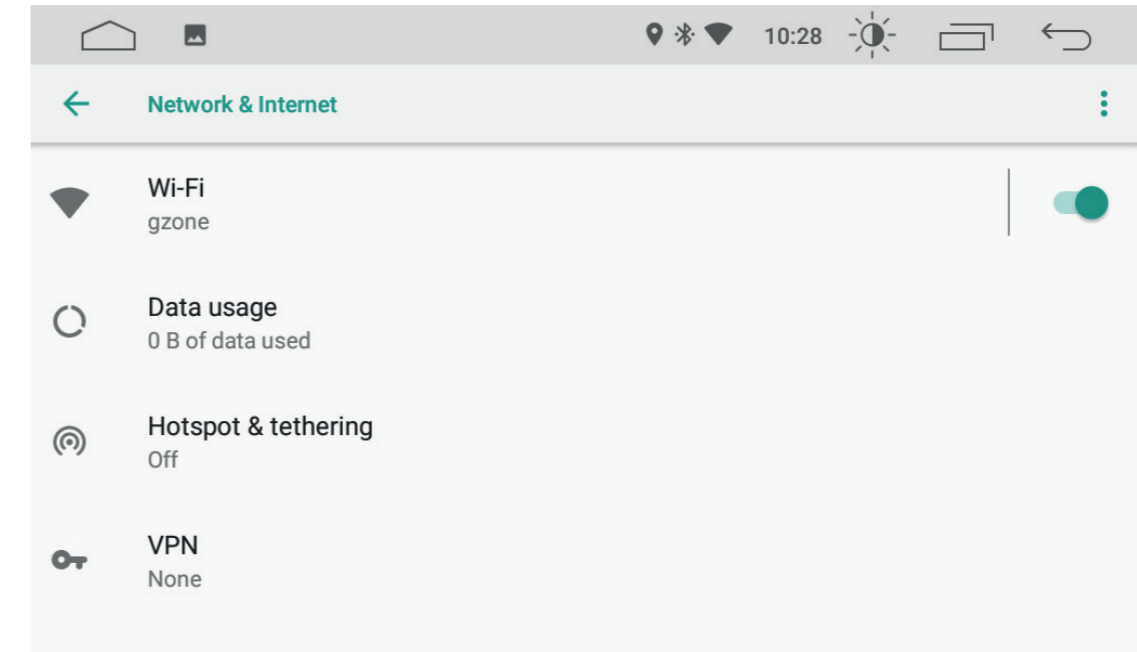 10:28
Network & Internet
Wi-Fi
gzone
Data usage
0 B of data used
Hotspot & tethering
Off
VPN
None